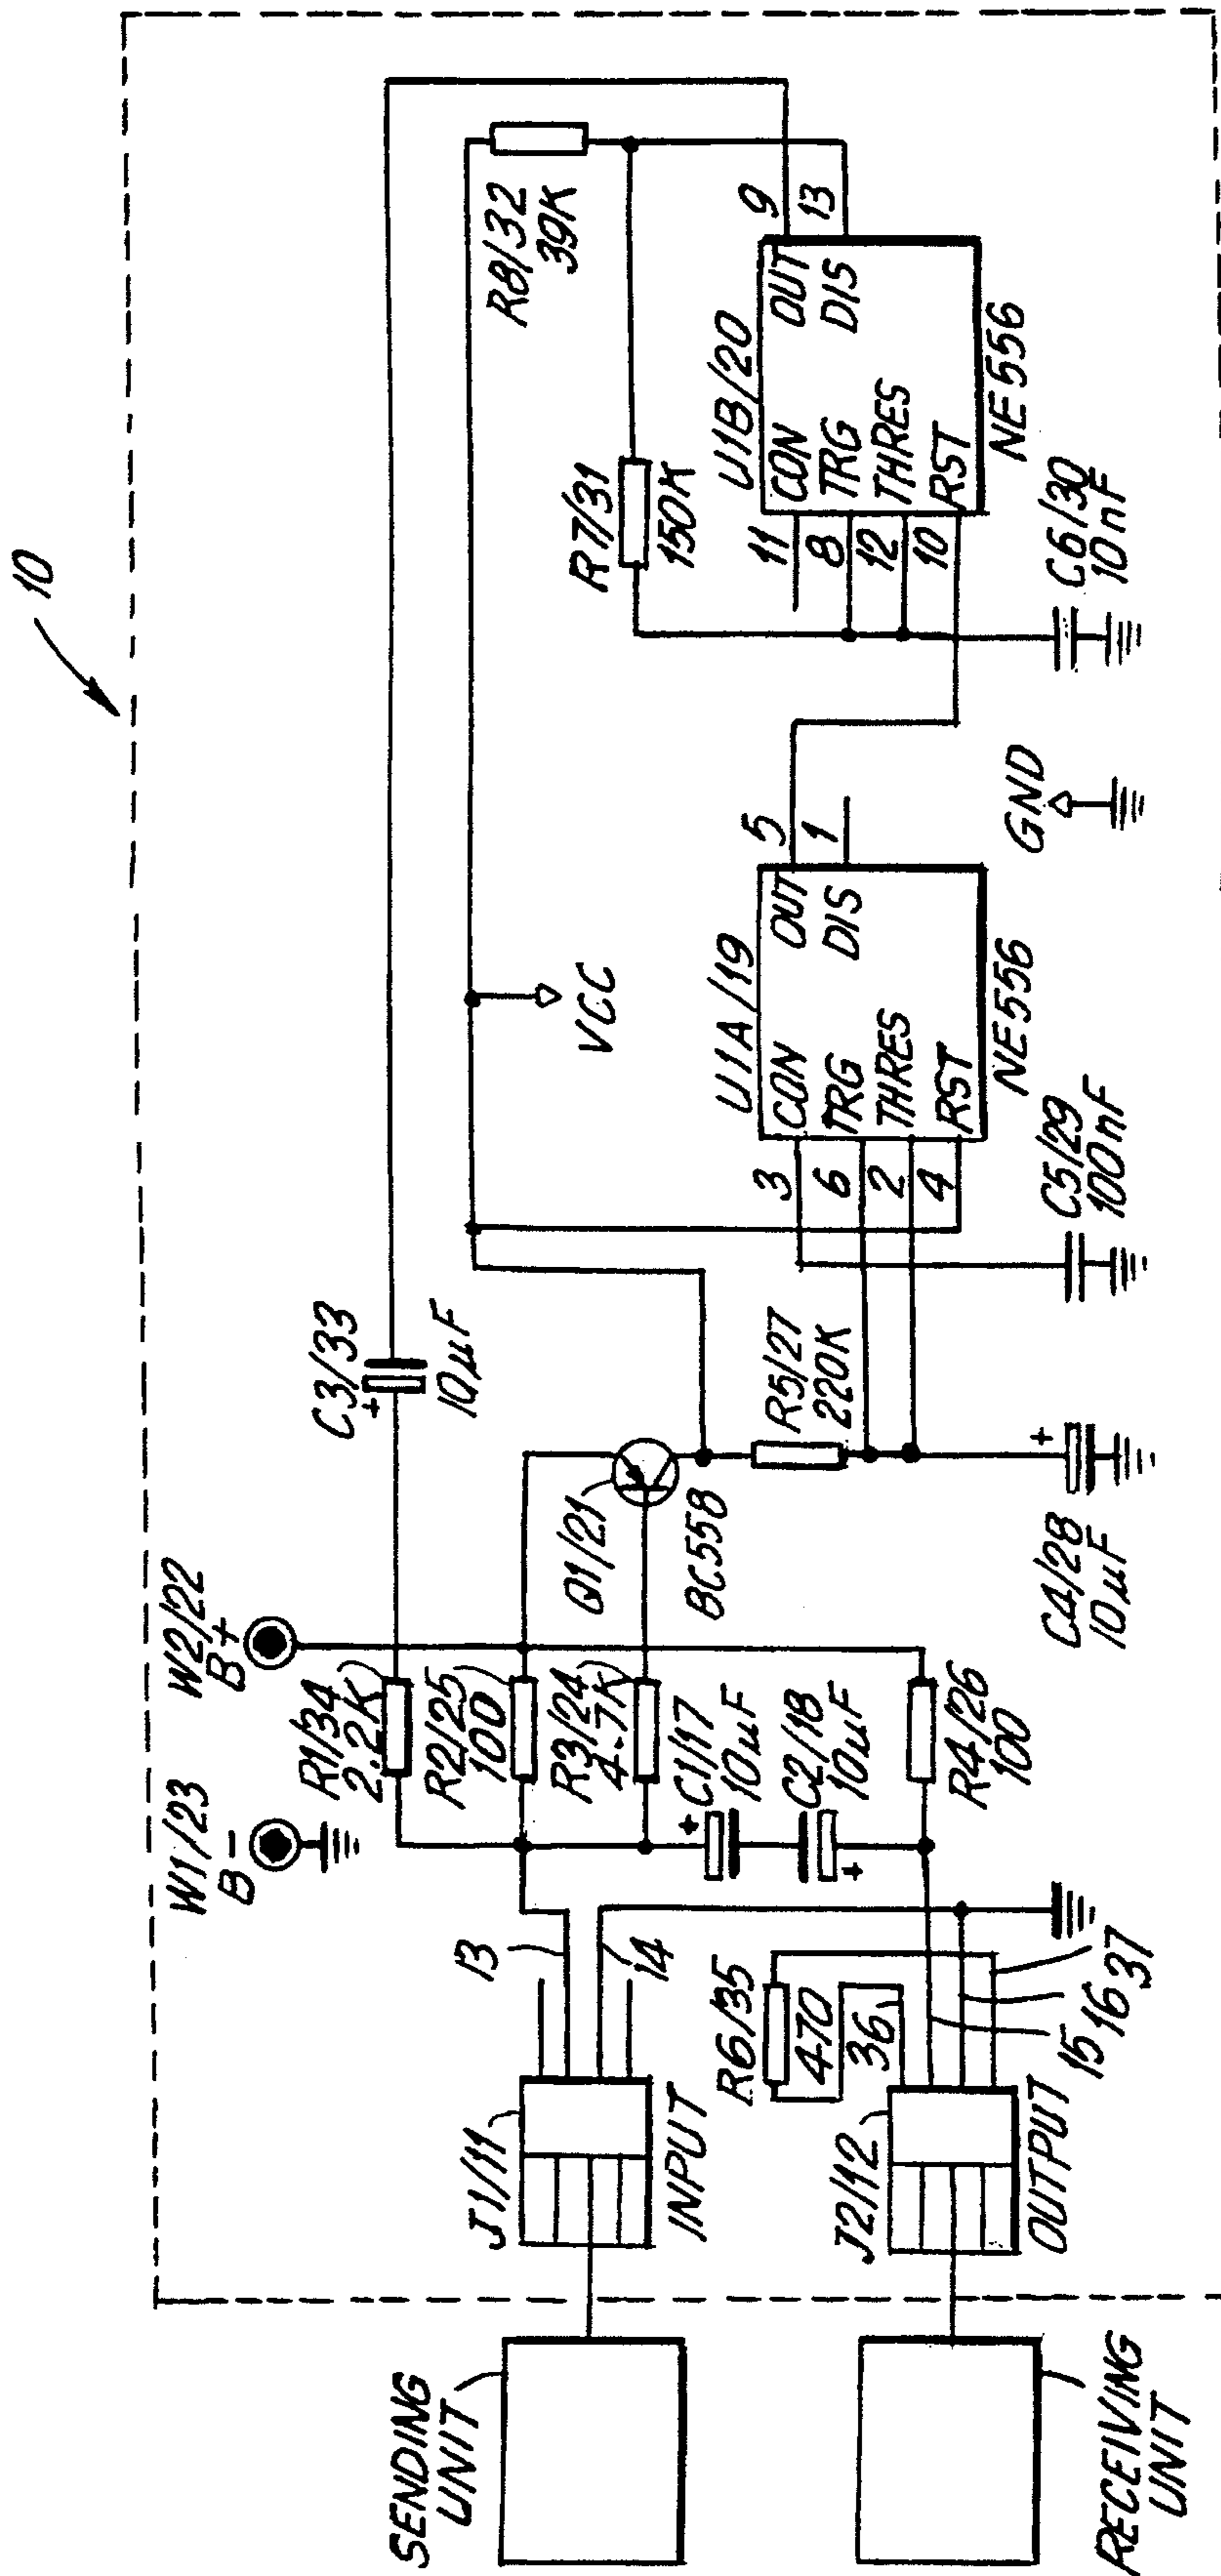 10
W1/23
B-
W2/22
B+
R1/34
2.2K
R2/25
100
R3/24
4.7K
C1/17
10µF
+
C2/18
10µF
+
R4/26
100
C3/33
10µF
+
Q1/21
BC558
R5/27
220K
C4/28
10µF
+
VCC
U1A/19
CON
TRG
THRES
RST
OUT
DIS
3
6
2
4
5
1
NE556
C5/29
100nF
GND
R8/32
39K
R7/31
150K
U1B/20
CON
TRG
THRES
RST
OUT
DIS
11
8
12
10
9
13
NE556
C6/30
10nF
SENDING
UNIT
J1/11
INPUT
13
14
R6/35
470
36
J2/12
OUTPUT
15
16
37
RECEIVING
UNIT